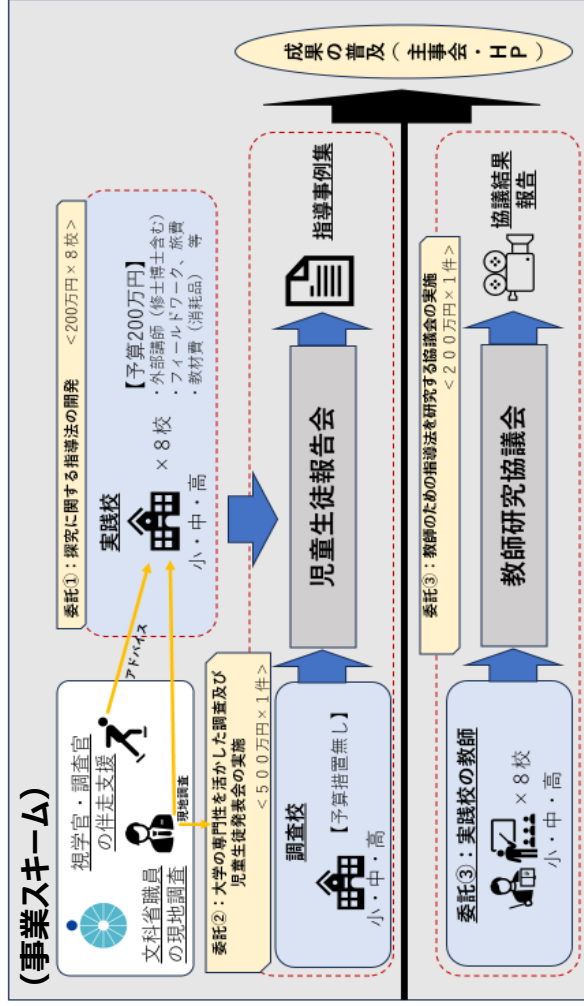 (事業スキーム)
視学官・調査官
の伴走支援
文科省職員
の現地調査
アドバイス
現地調査
委託①：探究に関する指導法の開発　<200万円×８校>
実践校
×８校
小・中・高
【予算200万円】
・外部講師（修士博士含む）
・フィールドワーク、旅費
・教材費（消耗品）　等
委託②：大学の専門性を活かした調査及び
児童生徒発表会の実施
<５００万円×１件>
調査校
【予算措置無し】
小・中・高
児童生徒報告会
指導事例集
委託③：教師のための指導法を研究する協議会の実施
<２００万円×１件>
委託③：実践校の教師
×８校
小・中・高
教師研究協議会
協議結果
報告
成果の普及（主事会・ＨＰ）